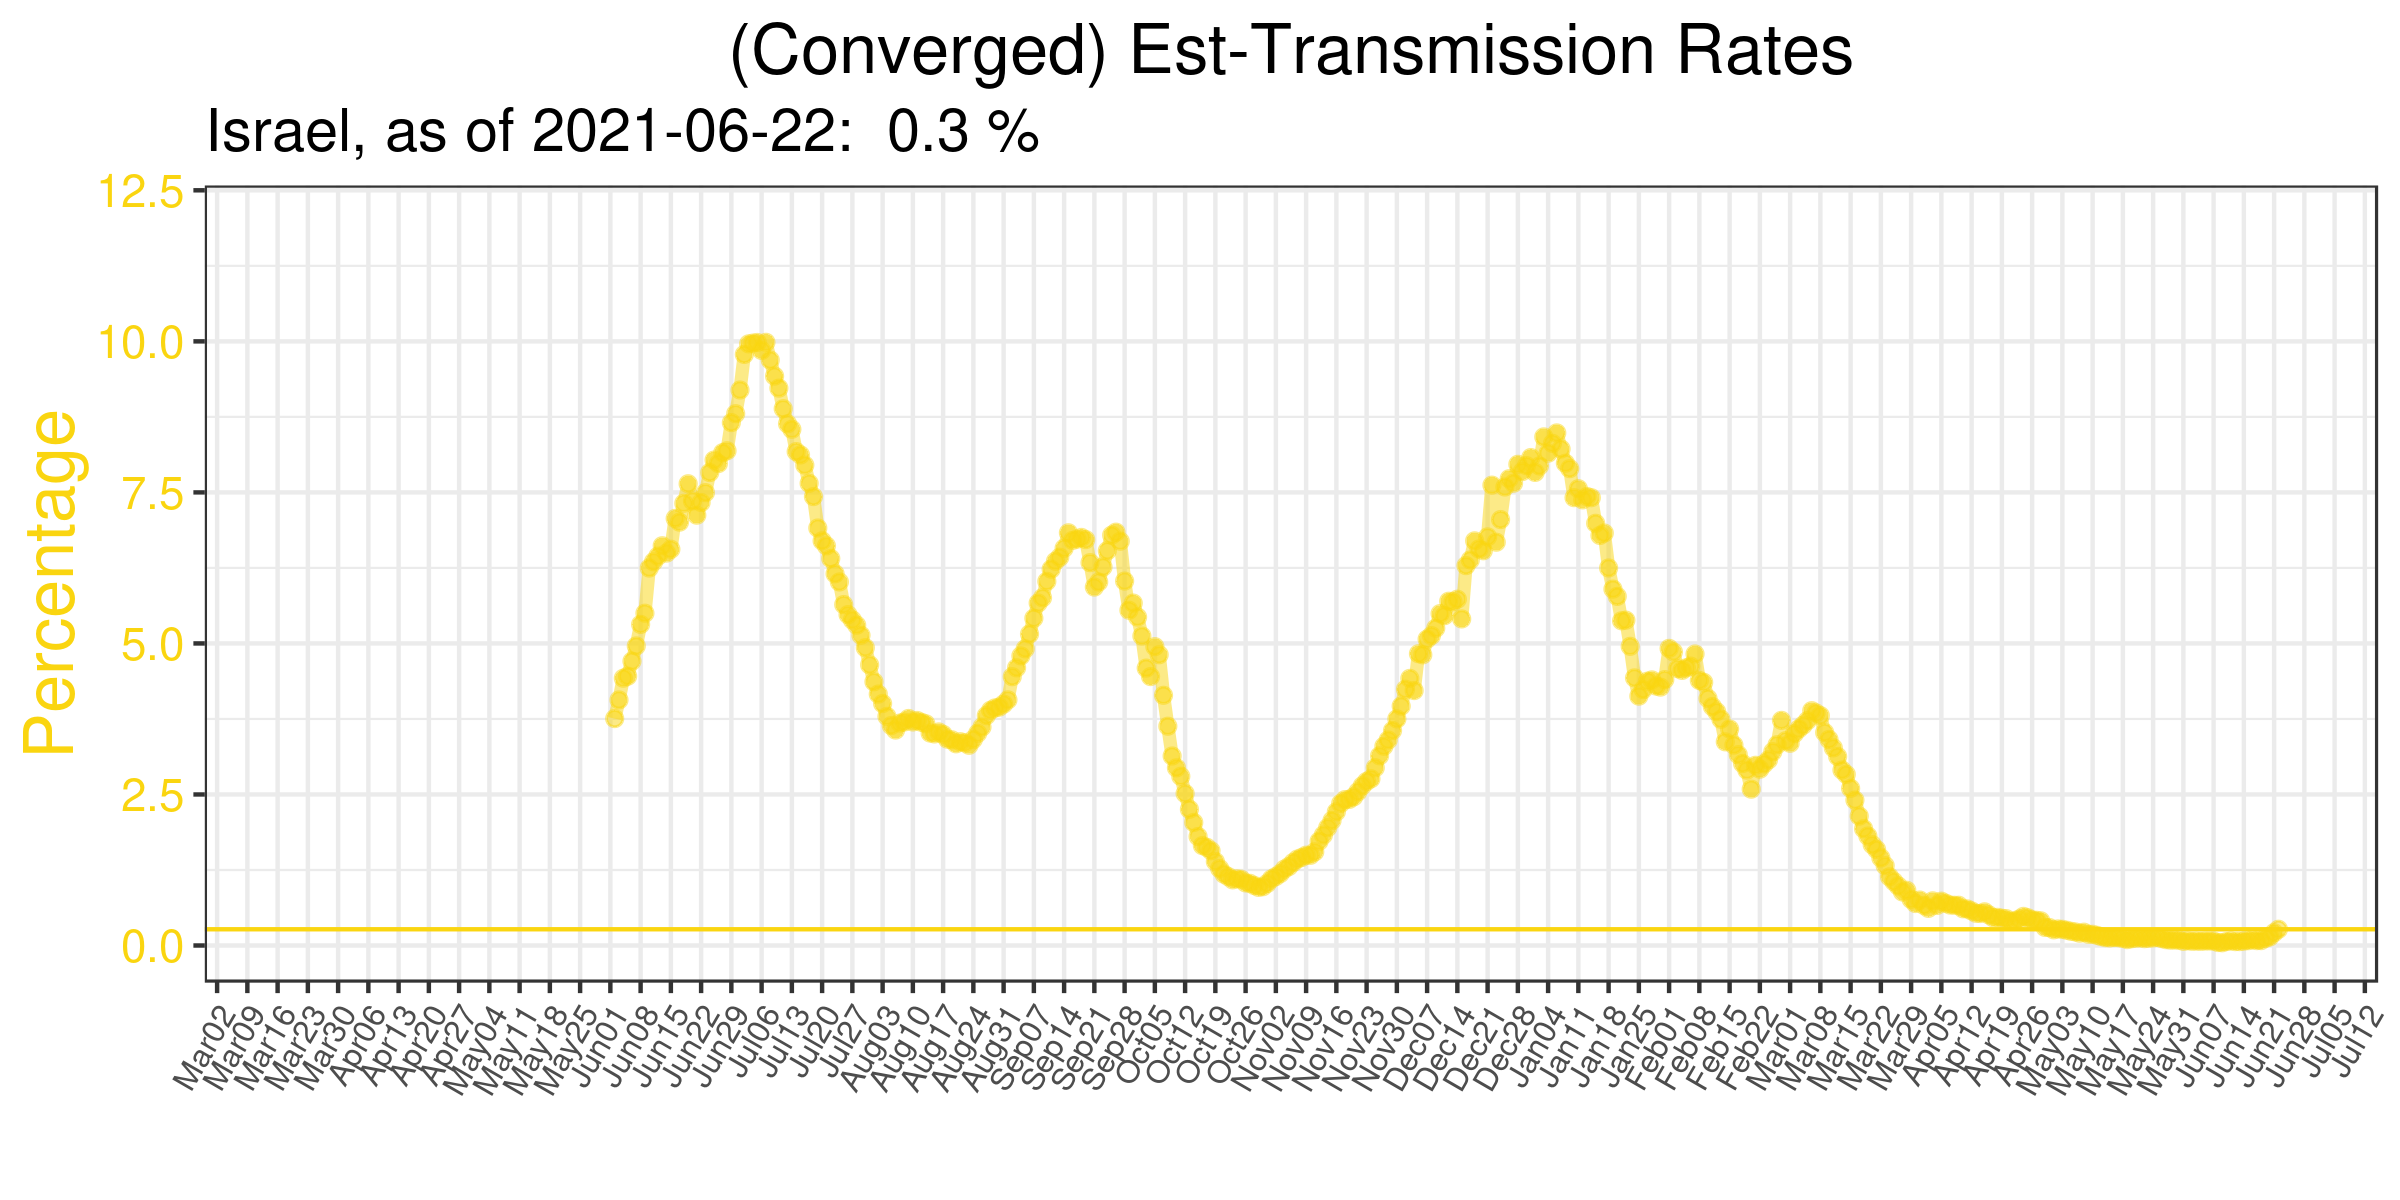 (Converged) Est-Transmission Rates
Israel, as of 2021-06-22: 0.3 %
Percentage
12.5
10.0
7.5
5.0
2.5
0.0
Mar02 Mar09 Mar16 Mar23 Mar30 Apr06 Apr13 Apr20 Apr27 May04 May11 May18 May25 Jun01 Jun08 Jun15 Jun22 Jun29 Jul06 Jul13 Jul20 Jul27 Aug03 Aug10 Aug17 Aug24 Aug31 Sep07 Sep14 Sep21 Sep28 Oct05 Oct12 Oct19 Oct26 Nov02 Nov09 Nov16 Nov23 Nov30 Dec07 Dec14 Dec21 Dec28 Jan04 Jan11 Jan18 Jan25 Feb01 Feb08 Feb15 Feb22 Mar01 Mar08 Mar15 Mar22 Mar29 Apr05 Apr12 Apr19 Apr26 May03 May10 May17 May24 May31 Jun07 Jun14 Jun21 Jun28 Jul05 Jul12